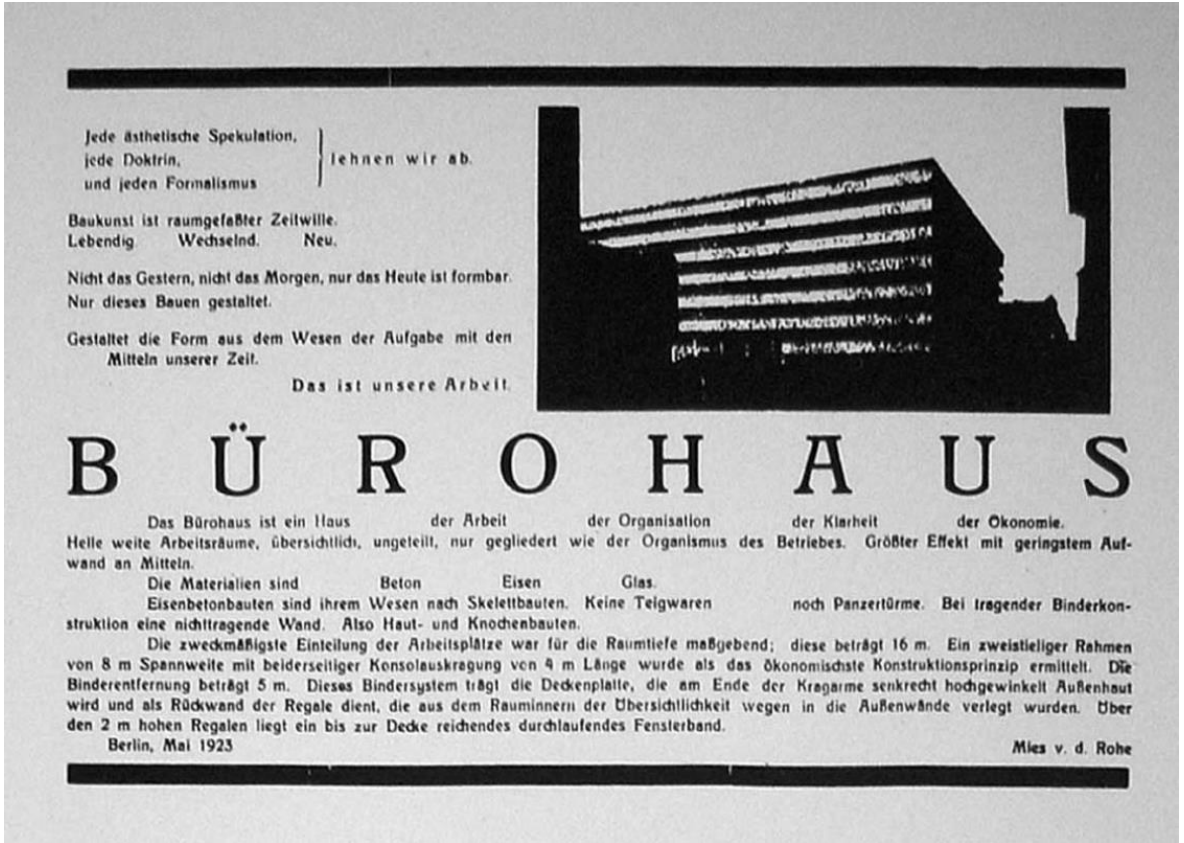 Jede ästhetische Spekulation,
jede Doktrin,
und jeden Formalismus
lehnen wir ab.
Baukunst ist raumgefaßter Zeitwille.
Lebendig. Wechselnd. Neu.
Nicht das Gestern, nicht das Morgen, nur das Heute ist formbar.
Nur dieses Bauen gestaltet.
Gestaltet die Form aus dem Wesen der Aufgabe mit den
Mitteln unserer Zeit.
Das ist unsere Arbeit.
BÜROHAUS
Das Bürohaus ist ein Haus der Arbeit der Organisation der Klarheit der Ökonomie.
Helle weite Arbeitsräume, übersichtlich, ungeteilt, nur gegliedert wie der Organismus des Betriebes. Größter Effekt mit geringstem Auf-
wand an Mitteln.
Die Materialien sind Beton Eisen Glas.
Eisenbetonbauten sind ihrem Wesen nach Skelettbauten. Keine Teigwaren noch Panzertürme. Bei tragender Binderkon-
struktion eine nichttragende Wand. Also Haut- und Knochenbauten.
Die zweckmäßigste Einteilung der Arbeitsplätze war für die Raumtiefe maßgebend; diese beträgt 16 m. Ein zweistieliger Rahmen
von 8 m Spannweite mit beiderseitiger Konsolauskragung von 4 m Länge wurde als das ökonomischste Konstruktionsprinzip ermittelt. Die
Binderentfernung beträgt 5 m. Dieses Bindersystem trägt die Deckenplatte, die am Ende der Kragarme senkrecht hochgewinkelt Außenhaut
wird und als Rückwand der Regale dient, die aus dem Rauminnern der Übersichtlichkeit wegen in die Außenwände verlegt wurden. Über
den 2 m hohen Regalen liegt ein bis zur Decke reichendes durchlaufendes Fensterband.
Berlin, Mai 1923 Mies v. d. Rohe